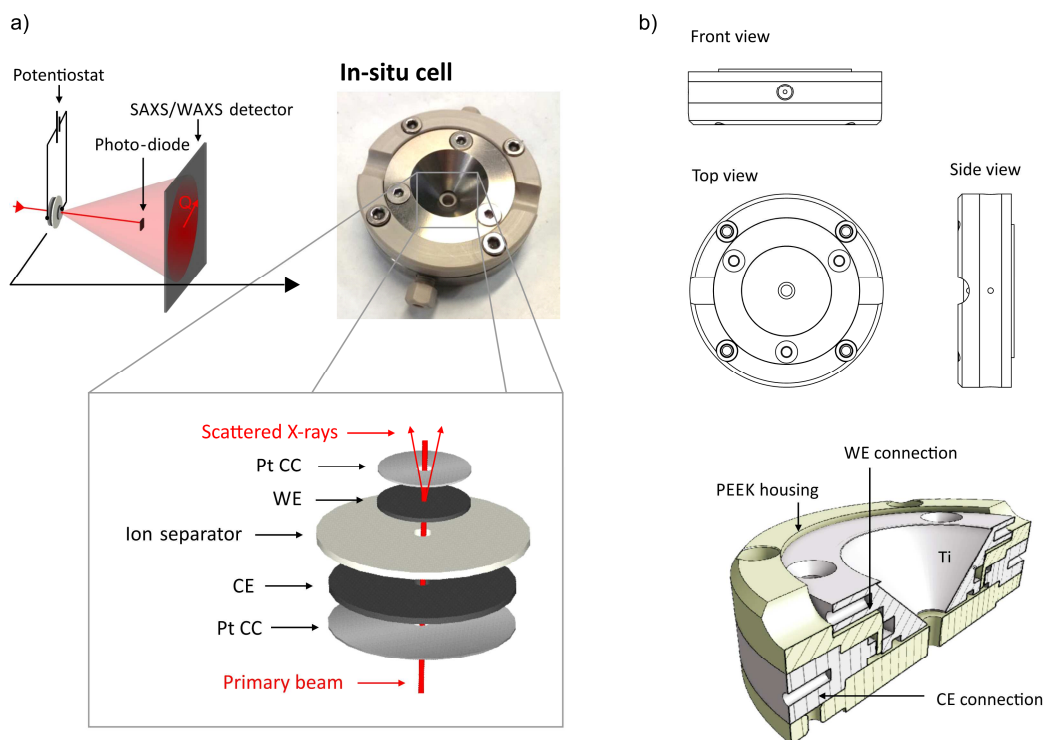 a)
Potentiostat
SAXS/WAXS detector
Photo-diode
In-situ cell
Q
Scattered X-rays
Pt CC
WE
Ion separator
CE
Pt CC
Primary beam
b)
Front view
Top view
Side view
WE connection
PEEK housing
Ti
CE connection